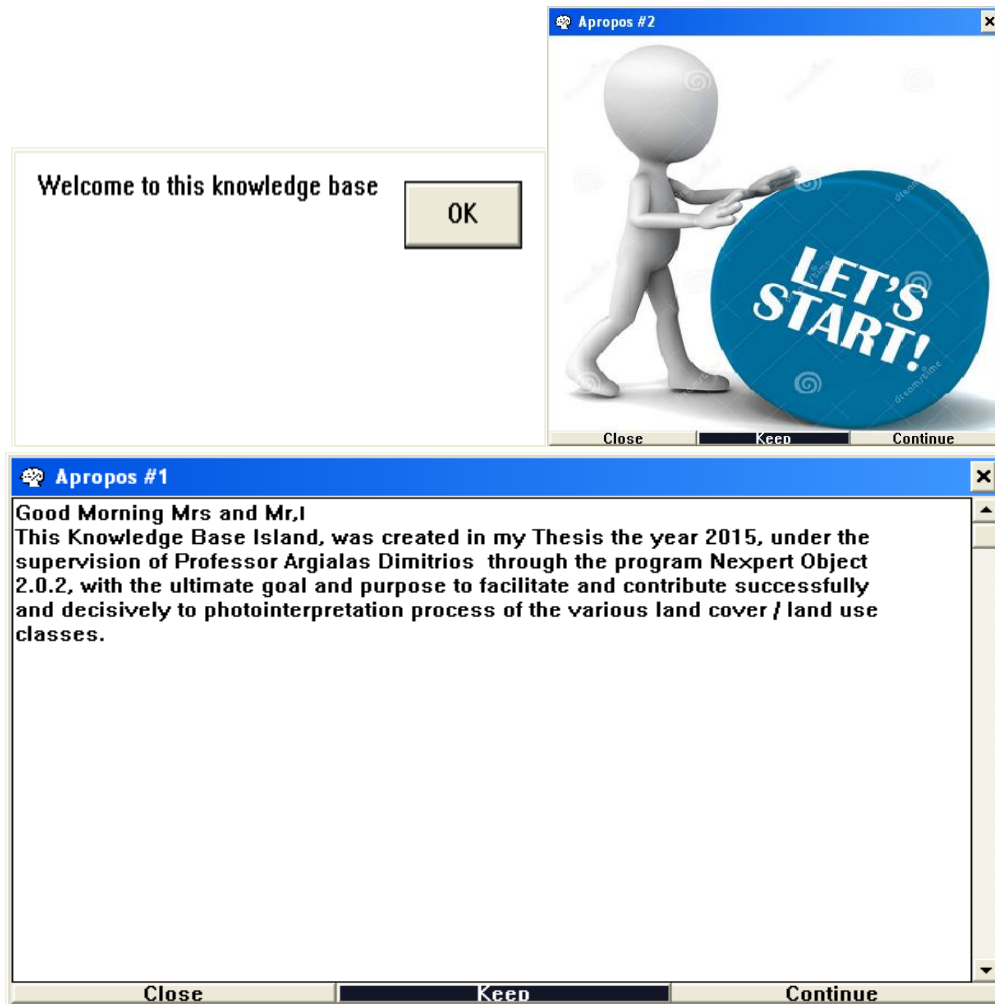 Apropos #2
Welcome to this knowledge base
OK
LET'S
START!
dreamstime
dreamstime
Close Keep Continue
Apropos #1
Good Morning Mrs and Mr,I
This Knowledge Base Island, was created in my Thesis the year 2015, under the
supervision of Professor Argialas Dimitrios through the program Nexpert Object
2.0.2, with the ultimate goal and purpose to facilitate and contribute successfully
and decisively to photointerpretation process of the various land cover / land use
classes.
Close Keep Continue